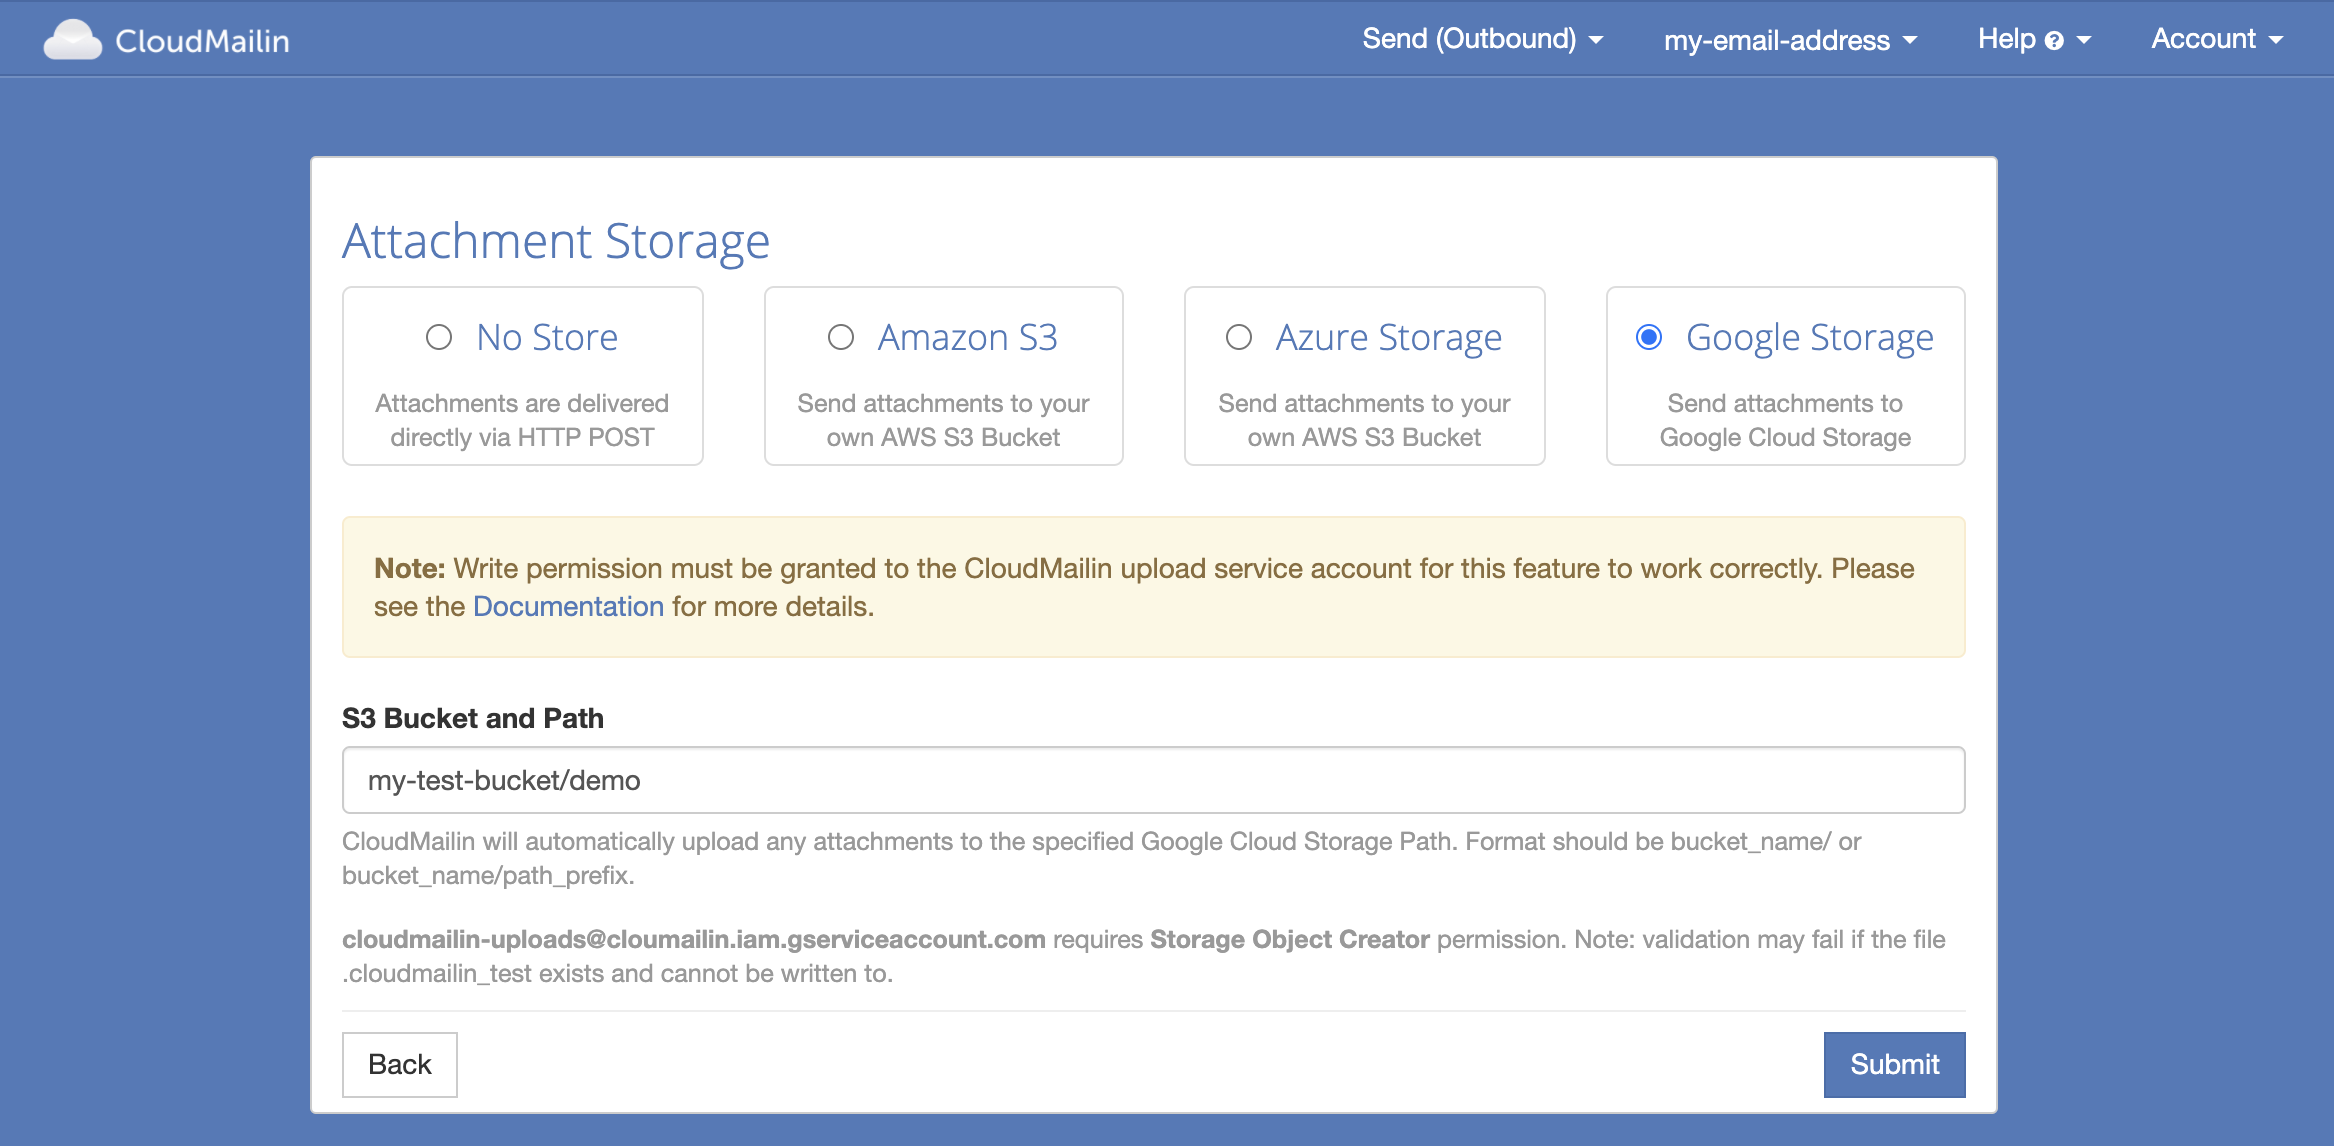 CloudMailin
Send (Outbound)
my-email-address
Help ?
Account
Attachment Storage
No Store
Attachments are delivered
directly via HTTP POST
Amazon S3
Send attachments to your
own AWS S3 Bucket
Azure Storage
Send attachments to your
own AWS S3 Bucket
Google Storage
Send attachments to
Google Cloud Storage
Note: Write permission must be granted to the CloudMailin upload service account for this feature to work correctly. Please
see the Documentation for more details.
S3 Bucket and Path
my-test-bucket/demo
CloudMailin will automatically upload any attachments to the specified Google Cloud Storage Path. Format should be bucket_name/ or
bucket_name/path_prefix.
cloudmailin-uploads@cloumailin.iam.gserviceaccount.com requires Storage Object Creator permission. Note: validation may fail if the file
.cloudmailin_test exists and cannot be written to.
Back
Submit